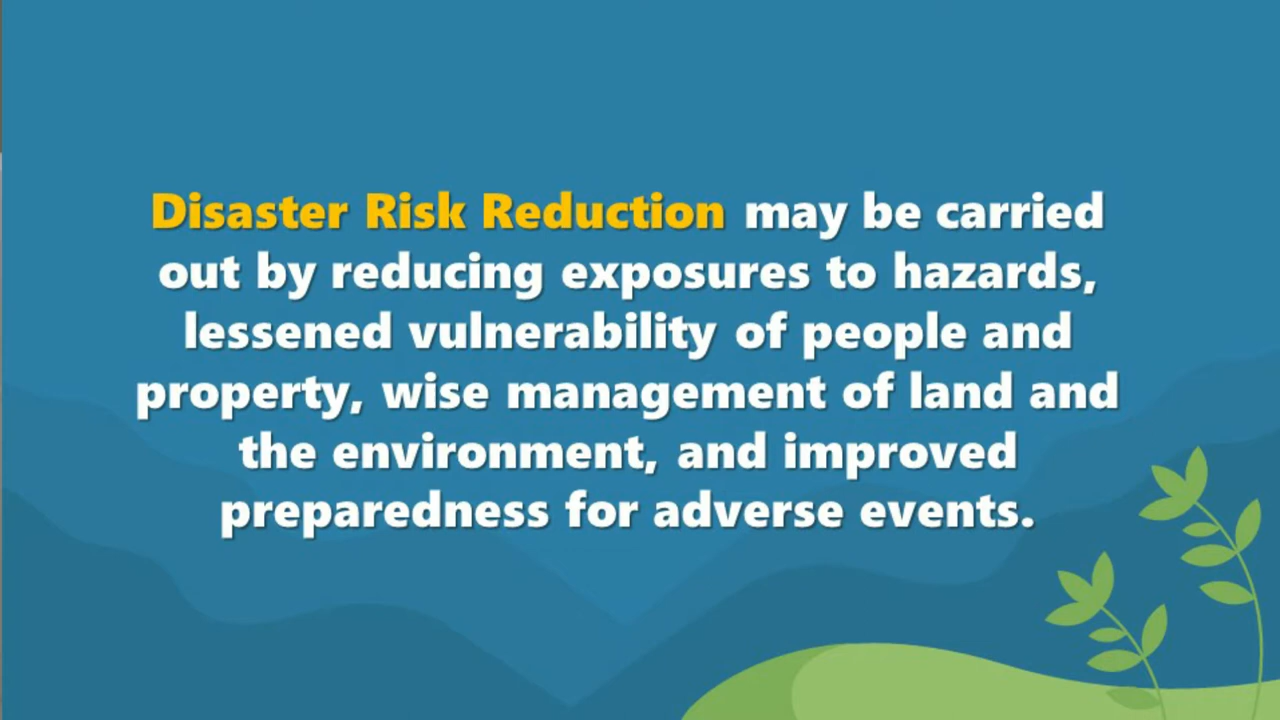 Disaster Risk Reduction may be carried
out by reducing exposures to hazards,
lessened vulnerability of people and
property, wise management of land and
the environment, and improved
preparedness for adverse events.